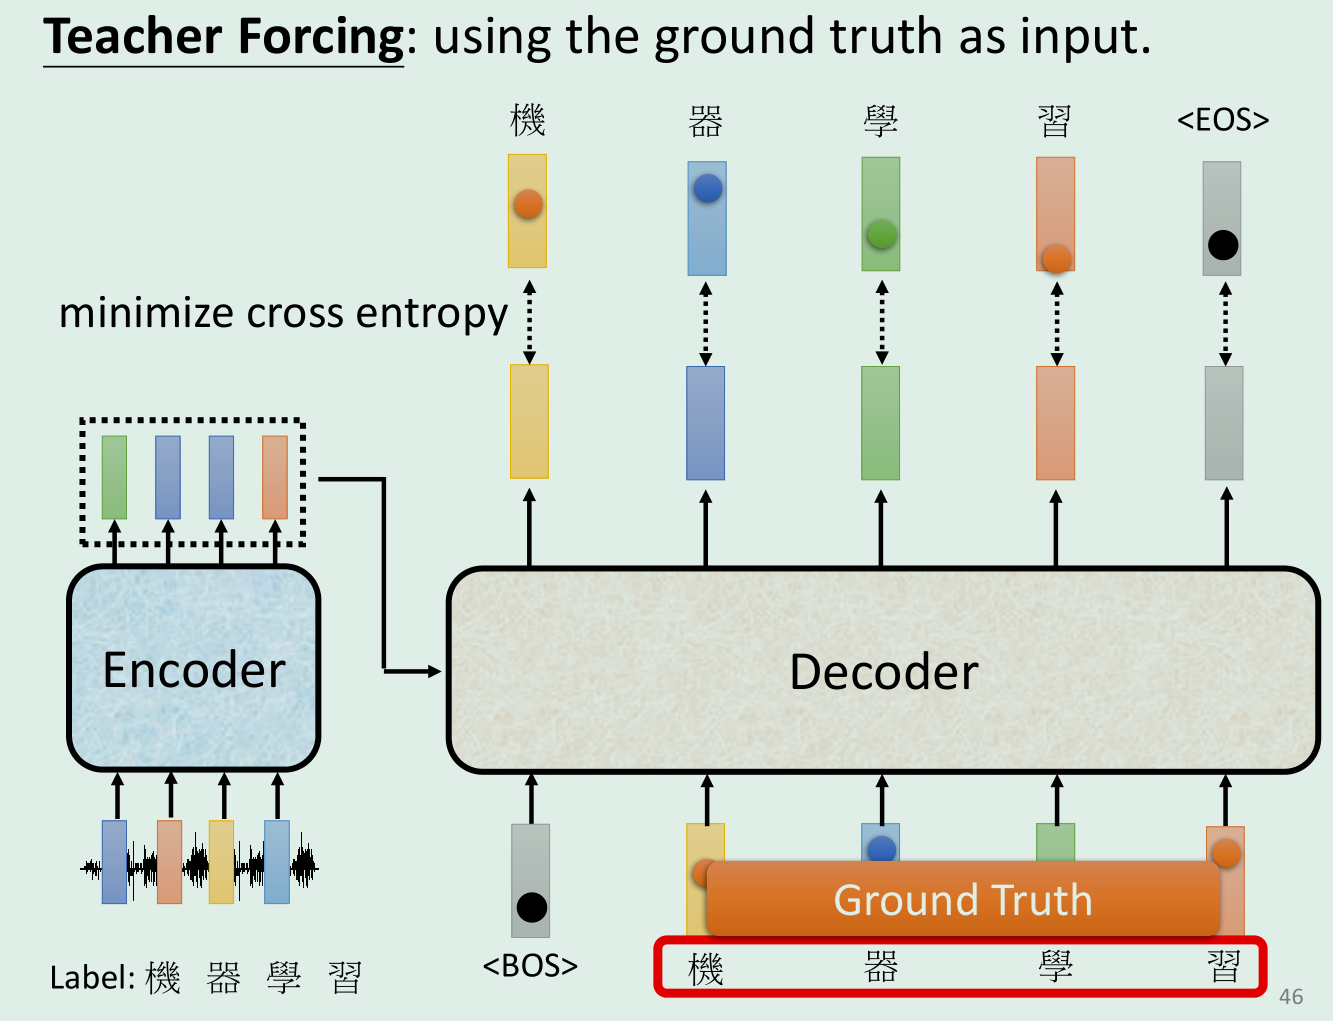 Teacher Forcing: using the ground truth as input.
機 器 學 習 <EOS>
minimize cross entropy
Encoder
Decoder
Ground Truth
Label: 機 器 學 習
<BOS>
機 器 學 習
46